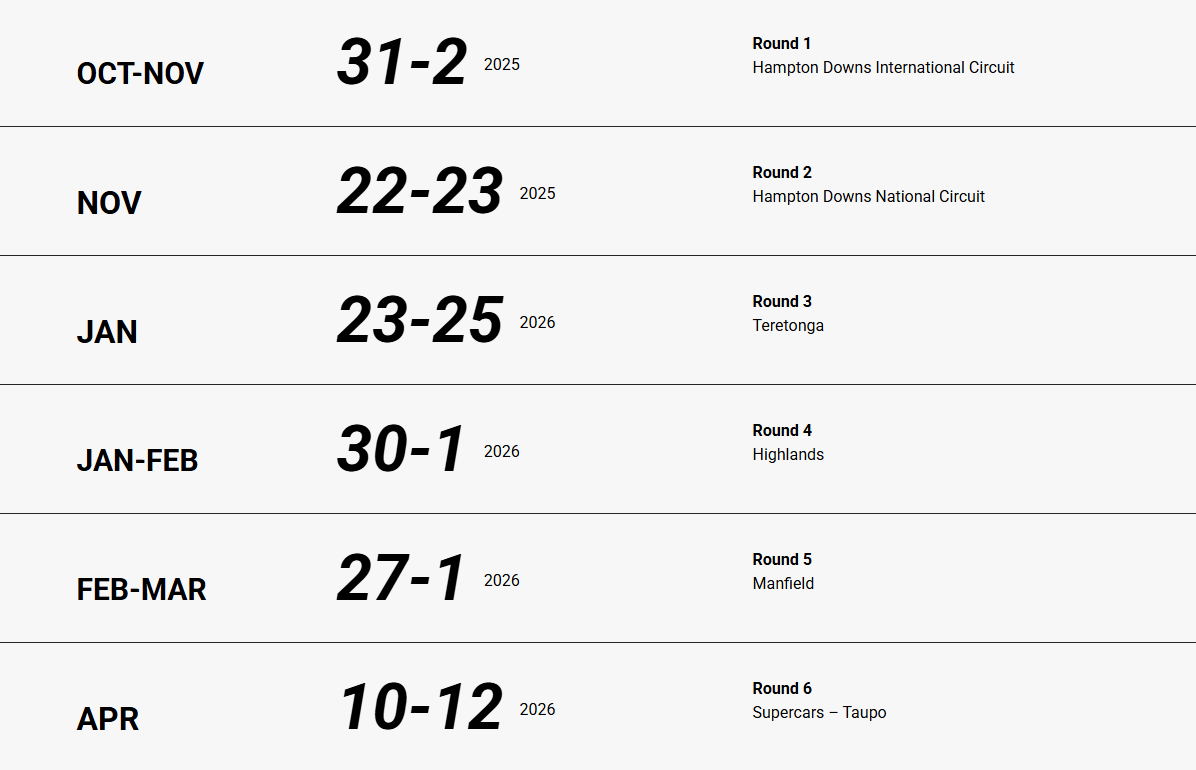 OCT-NOV
31-2 2025
Round 1
Hampton Downs International Circuit
NOV
22-23 2025
Round 2
Hampton Downs National Circuit
JAN
23-25 2026
Round 3
Teretonga
JAN-FEB
30-1 2026
Round 4
Highlands
FEB-MAR
27-1 2026
Round 5
Manfield
APR
10-12 2026
Round 6
Supercars – Taupo